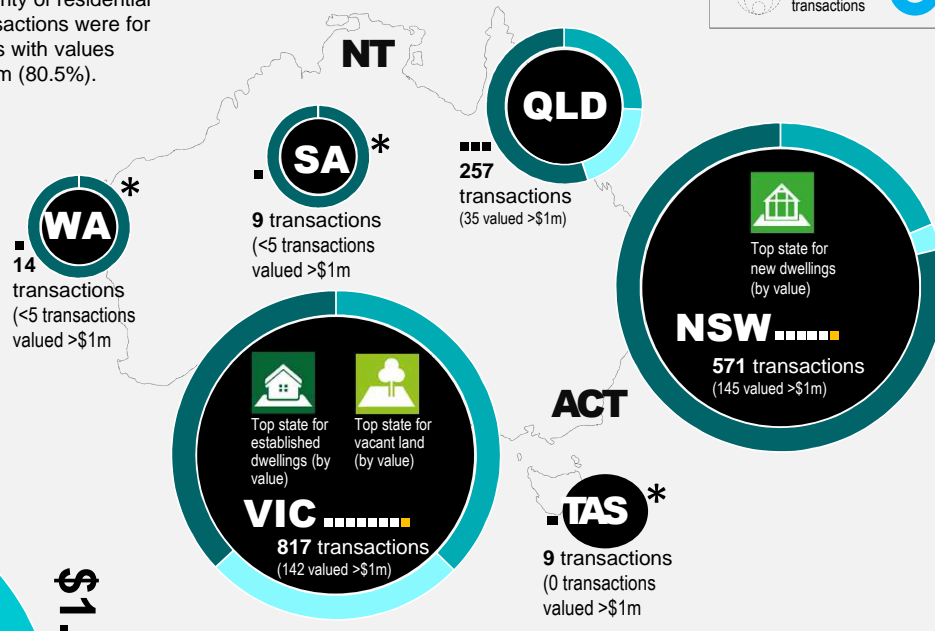 nty of residential
sactions were for
s with values
m (80.5%).
transactions
NT
QLD
257
transactions
(35 valued >$1m)
SA*
9 transactions
(<5 transactions
valued >$1m
WA*
14
transactions
(<5 transactions
valued >$1m
Top state for
new dwellings
(by value)
NSW
571 transactions
(145 valued >$1m)
Top state for
established
dwellings (by
value)
Top state for
vacant land
(by value)
VIC
817 transactions
(142 valued >$1m)
ACT
TAS*
9 transactions
(0 transactions
valued >$1m
$1.